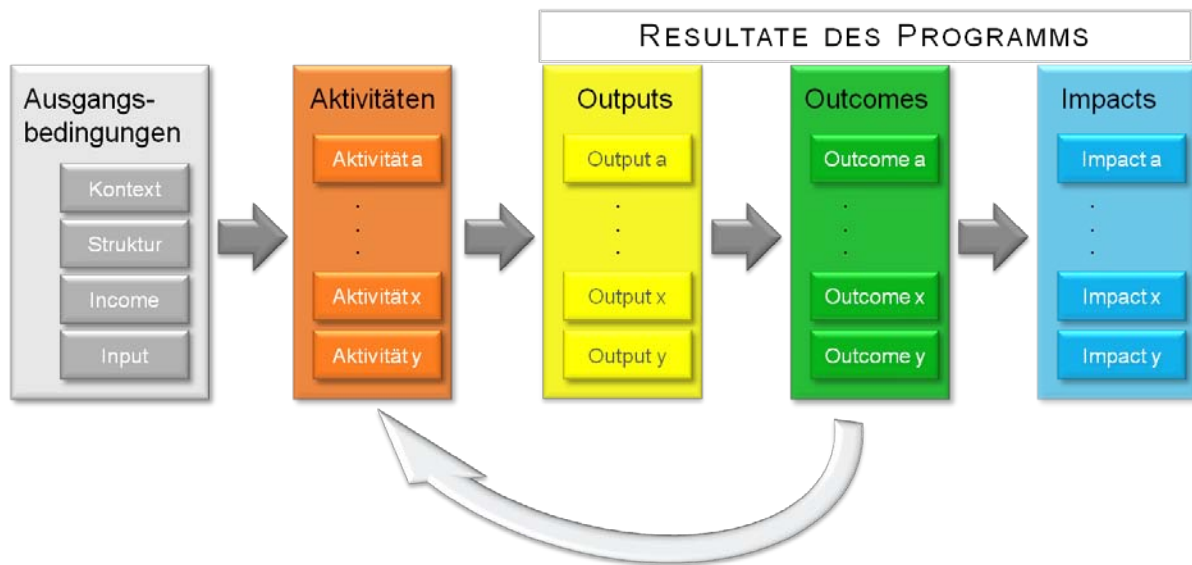 RESULTATE DES PROGRAMMS
Ausgangs-
bedingungen
Kontext
Struktur
Income
Input
Aktivitäten
Aktivität a
Aktivität x
Aktivität y
Outputs
Output a
Output x
Output y
Outcomes
Outcome a
Outcome x
Outcome y
Impacts
Impact a
Impact x
Impact y